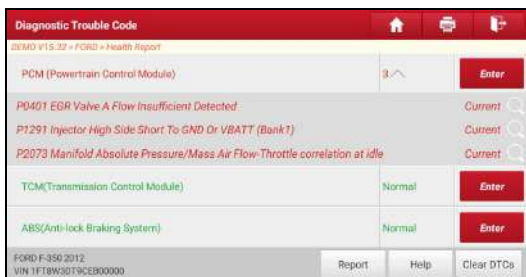 Diagnostic Trouble Code
DEMO V15.32 > FORD > Health Report
PCM (Powertrain Control Module) 3 Enter
P0401 EGR Valve A Flow Insufficient Detected Current
P1291 Injector High Side Short To GND Or VBATT (Bank1) Current
P2073 Manifold Absolute Pressure/Mass Air Flow-Throttle correlation at idle Current
TCM(Transmission Control Module) Normal Enter
ABS(Anti-lock Braking System) Normal Enter
FORD F-350 2012
VIN 1FT8W3DT9CEB00000
Report Help Clear DTCs